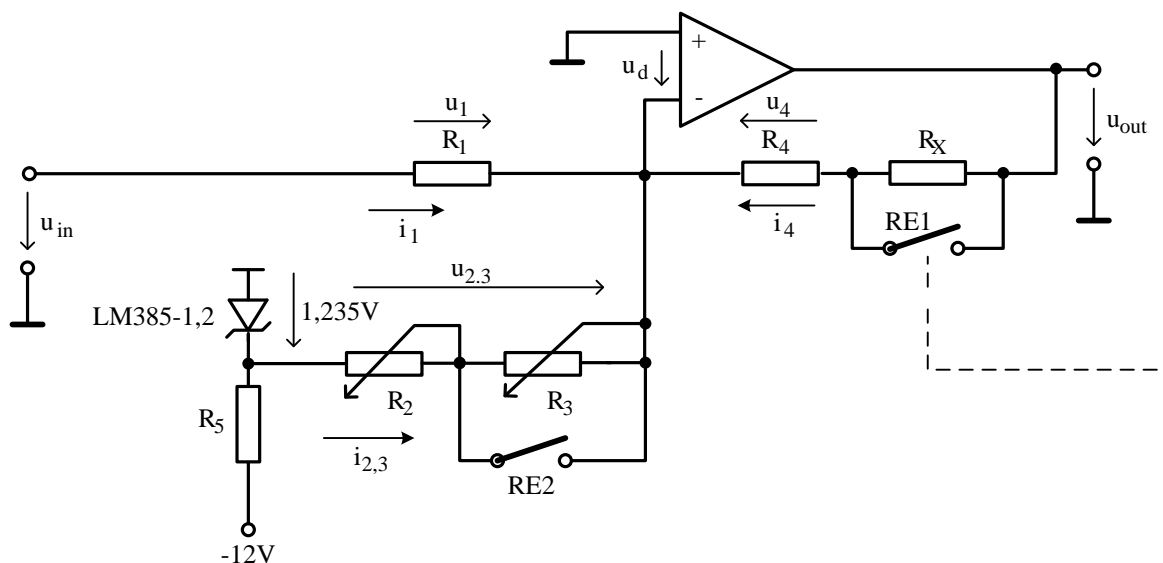 +
u_d
-
u_1
R_1
u_4
R_4
R_X
u_out
i_1
i_4
RE1
u_in
u_2.3
LM385-1,2
1,235V
R_2
R_3
R_5
i_2,3
RE2
-12V